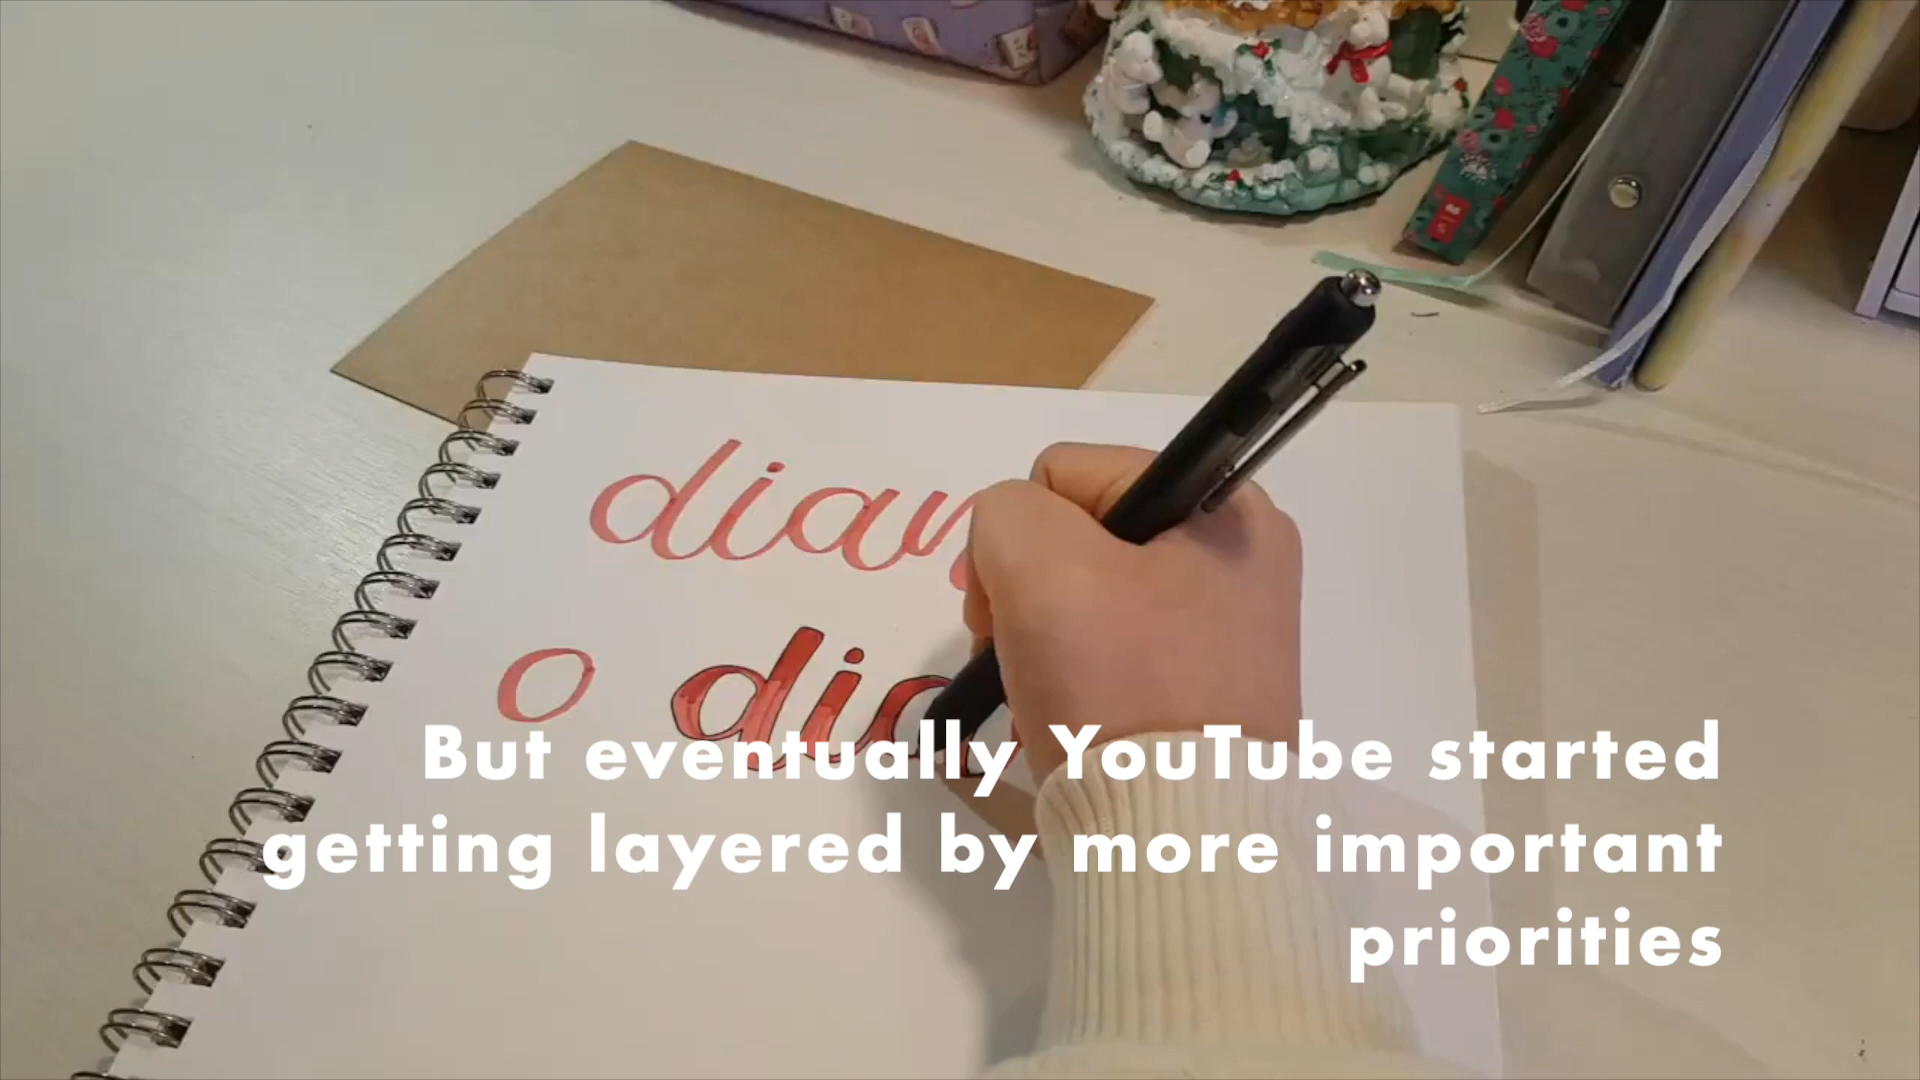 o
But eventually YouTube started
getting layered by more important
priorities